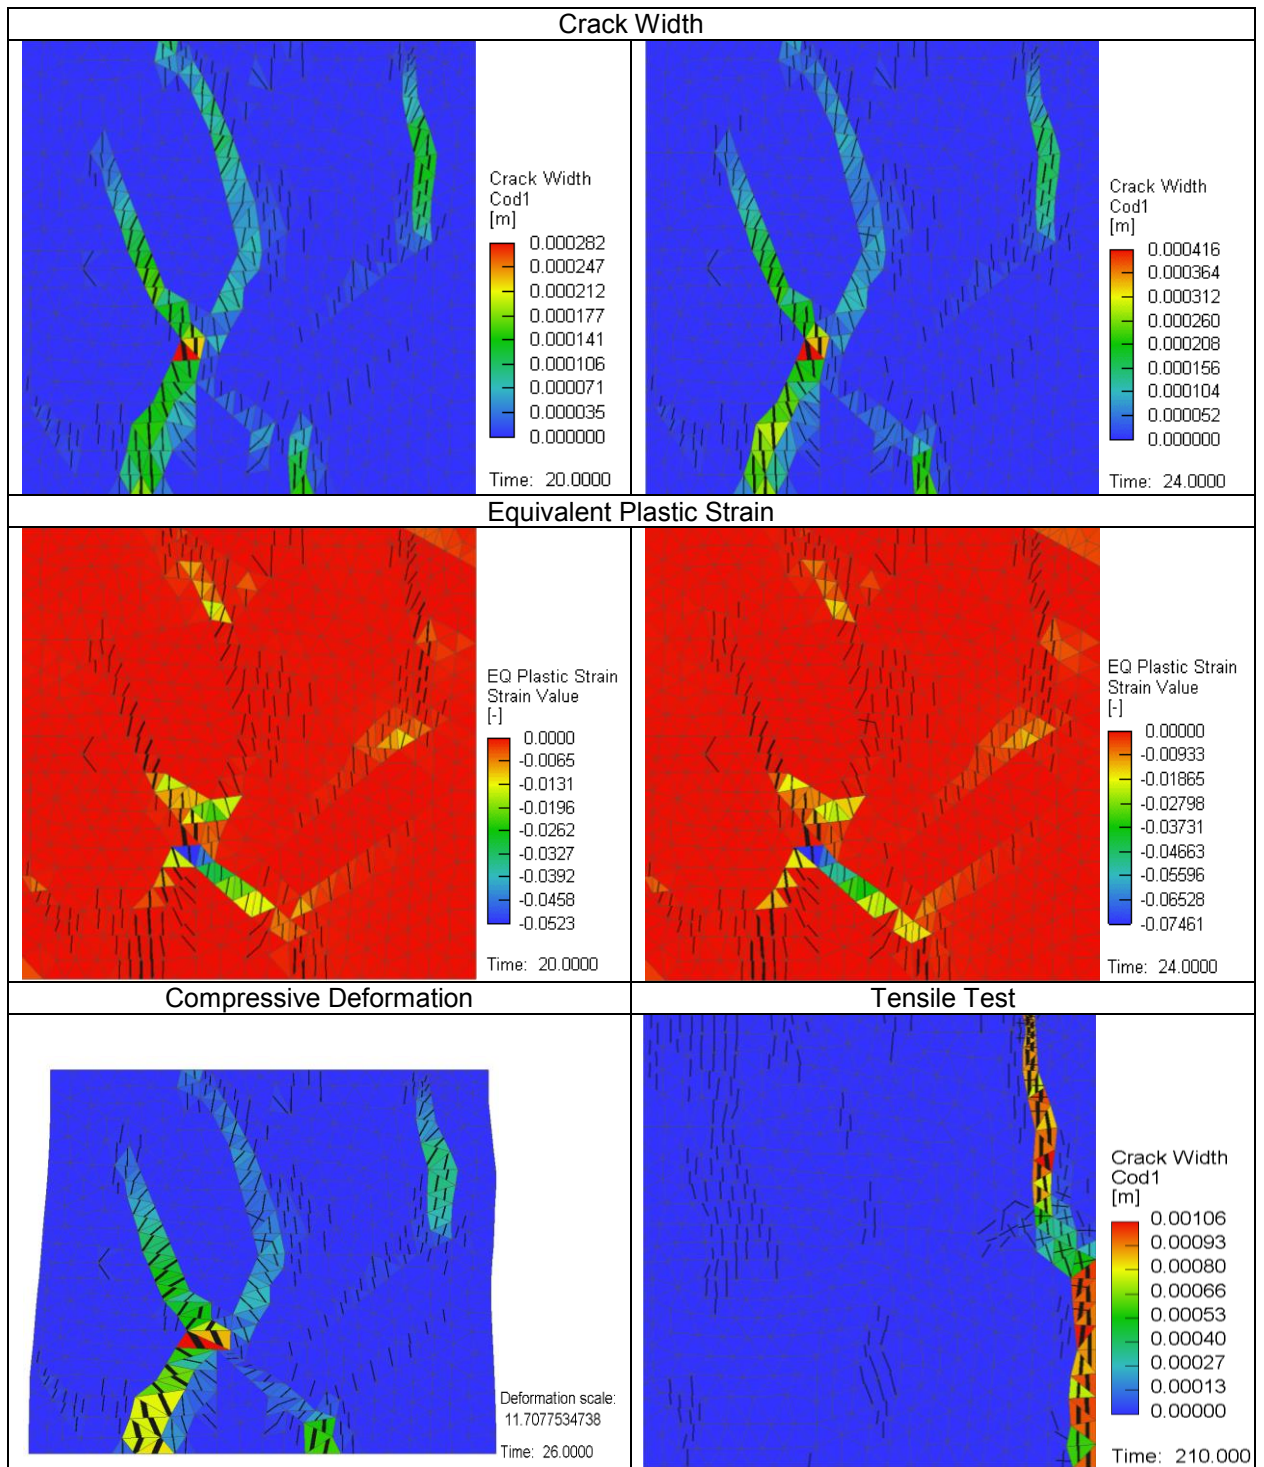 Crack Width
Crack Width
Cod1
[m]
0.000282
0.000247
0.000212
0.000177
0.000141
0.000106
0.000071
0.000035
0.000000
Time: 20.0000
Crack Width
Cod1
[m]
0.000416
0.000364
0.000312
0.000260
0.000208
0.000156
0.000104
0.000052
0.000000
Time: 24.0000
Equivalent Plastic Strain
EQ Plastic Strain
Strain Value
[-]
0.0000
-0.0065
-0.0131
-0.0196
-0.0262
-0.0327
-0.0392
-0.0458
-0.0523
Time: 20.0000
EQ Plastic Strain
Strain Value
[-]
0.00000
-0.00933
-0.01865
-0.02798
-0.03731
-0.04663
-0.05596
-0.06528
-0.07461
Time: 24.0000
Compressive Deformation
Deformation scale:
11.7077534738
Time: 26.0000
Tensile Test
Crack Width
Cod1
[m]
0.00106
0.00093
0.00080
0.00066
0.00053
0.00040
0.00027
0.00013
0.00000
Time: 210.000